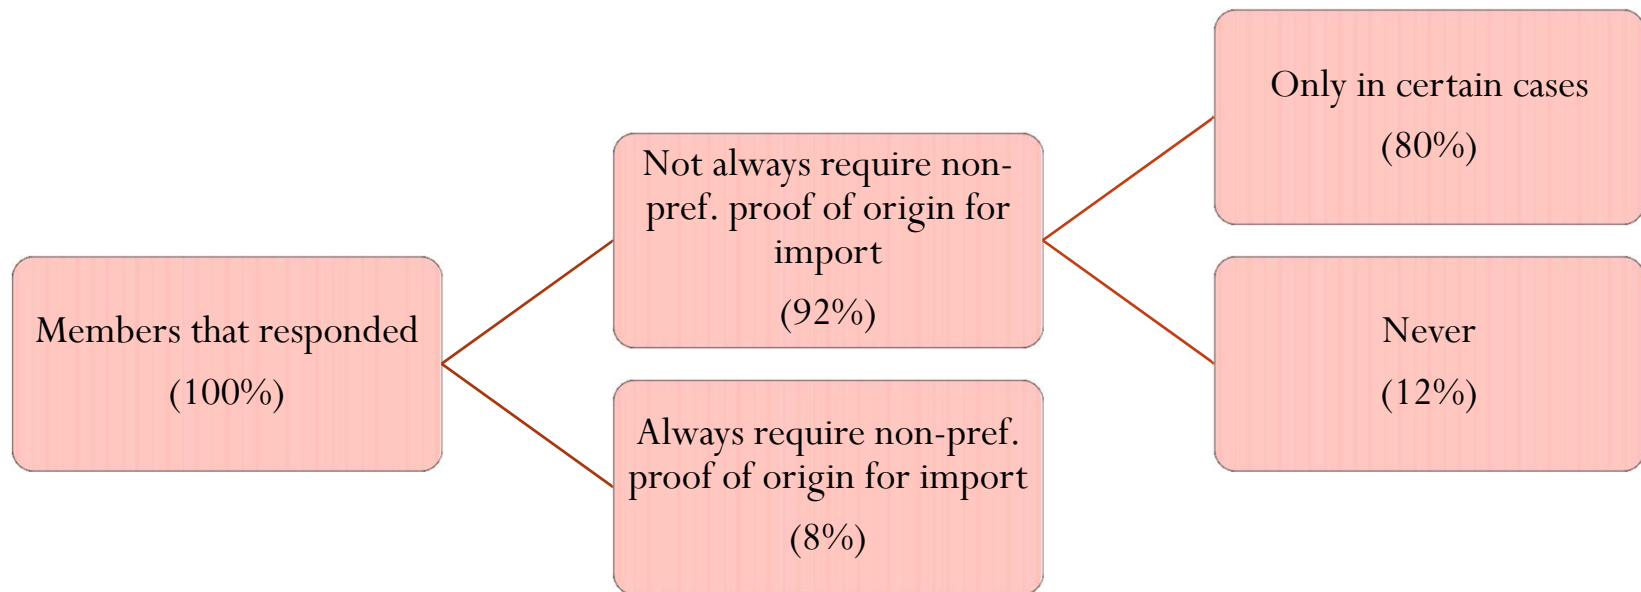 Members that responded
(100%)
Not always require non-
pref. proof of origin for
import
(92%)
Always require non-pref.
proof of origin for import
(8%)
Only in certain cases
(80%)
Never
(12%)